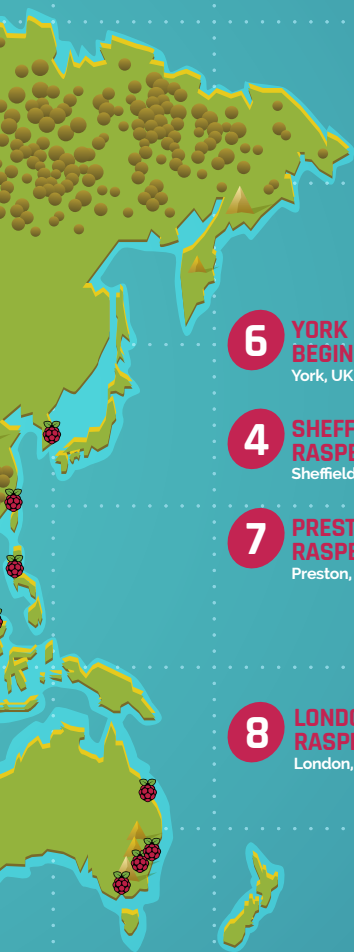 6
YORK
BEGIN
York, UK
4
SHEFF
RASPE
Sheffield
7
PREST
RASPE
Preston,
8
LONDO
RASPE
London,